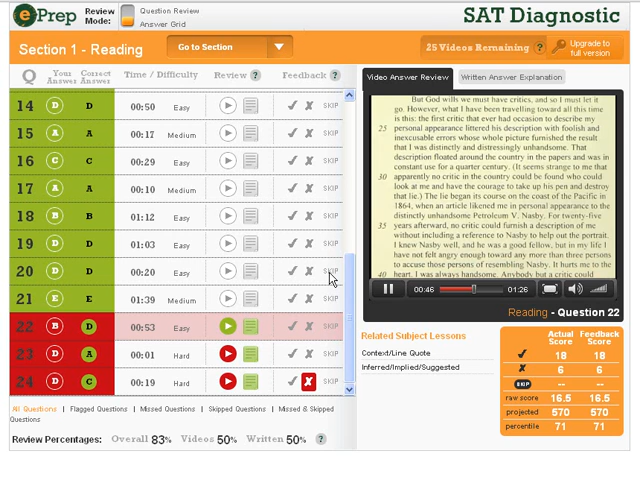 ePrep
Review Mode:
Question Review
Answer Grid
SAT Diagnostic
Section 1 - Reading
Go to Section
25 Videos Remaining ?
Upgrade to full version
Q Your Answer Correct Answer Time / Difficulty Review ? Feedback ?
14 D D 00:50 Easy SKIP
15 A A 00:17 Medium SKIP
16 C C 00:29 Easy SKIP
17 A A 00:10 Medium SKIP
18 B B 01:12 Easy SKIP
19 D D 01:03 Easy SKIP
20 D D 00:20 Easy SKIP
21 E E 01:39 Medium SKIP
22 B D 00:53 Easy SKIP
23 D A 00:01 Hard SKIP
24 D C 00:19 Hard SKIP
All Questions | Flagged Questions | Missed Questions | Skipped Questions | Missed & Skipped
Questions
Review Percentages: Overall 83% Videos 50% Written 50% ?
Video Answer Review
Written Answer Explanation
But God wills we must have critics, and so I must let it
go. However, what I have been travelling toward all this time
is this: the first critic that ever had occasion to describe my
25 personal appearance littered his description with foolish and
inexcusable errors whose whole picture furnished the result
that I was distinctly and distressingly unhandsome. That
description floated around the country in the papers and was in
constant use for a quarter century. (It seems strange to me that
30 apparently no critic in the country could be found who could
look at me and have the courage to take up his pen and destroy
that lie.) The lie began its course on the coast of the Pacific in
1864, when an article likened me in personal appearance to the
distinctly unhandsome Petroleum V. Nasby. For twenty-five
35 years afterward, no critic could furnish a description of me
without including a reference to Nasby to help out the portrait.
I knew Nasby well, and he was a good fellow, but in my life I
have not felt angry enough toward any more than three persons
to accuse those persons of resembling Nasby. It hurts me to the
40 heart. I was always handsome. Anybody but a critic could
00:46 01:26
Reading - Question 22
Related Subject Lessons
Context/Line Quote
Inferred/Implied/Suggested
Actual Score Feedback Score
18 18
6 6
SKIP -- --
raw score 16.5 16.5
projected 570 570
percentile 71 71